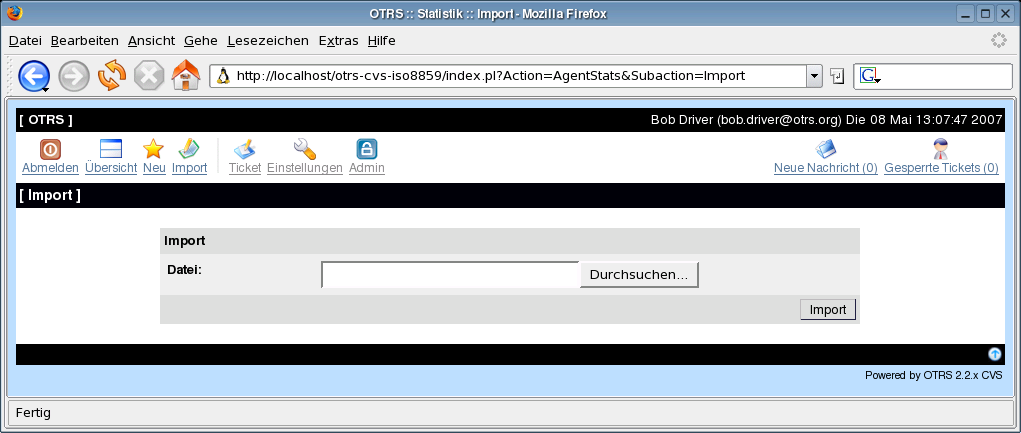 OTRS :: Statistik :: Import - Mozilla Firefox
Datei Bearbeiten Ansicht Gehe Lesezeichen Extras Hilfe
http://localhost/otrs-cvs-iso8859/index.pl?Action=AgentStats&Subaction=Import
G
[ OTRS ] Bob Driver (bob.driver@otrs.org) Die 08 Mai 13:07:47 2007
Abmelden Übersicht Neu Import Ticket Einstellungen Admin Neue Nachricht (0) Gesperrte Tickets (0)
[ Import ]
Import
Datei: Durchsuchen...
Import
Powered by OTRS 2.2.x CVS
Fertig